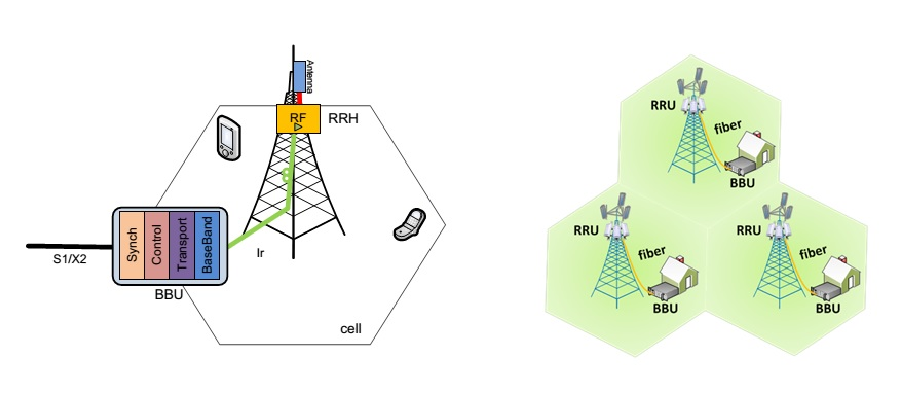 Antenna
RF
RRH
Synch
Control
Transport
BaseBand
S1/X2
Ir
BBU
cell
RRU
fiber
BBU
RRU
fiber
BBU
RRU
fiber
BBU